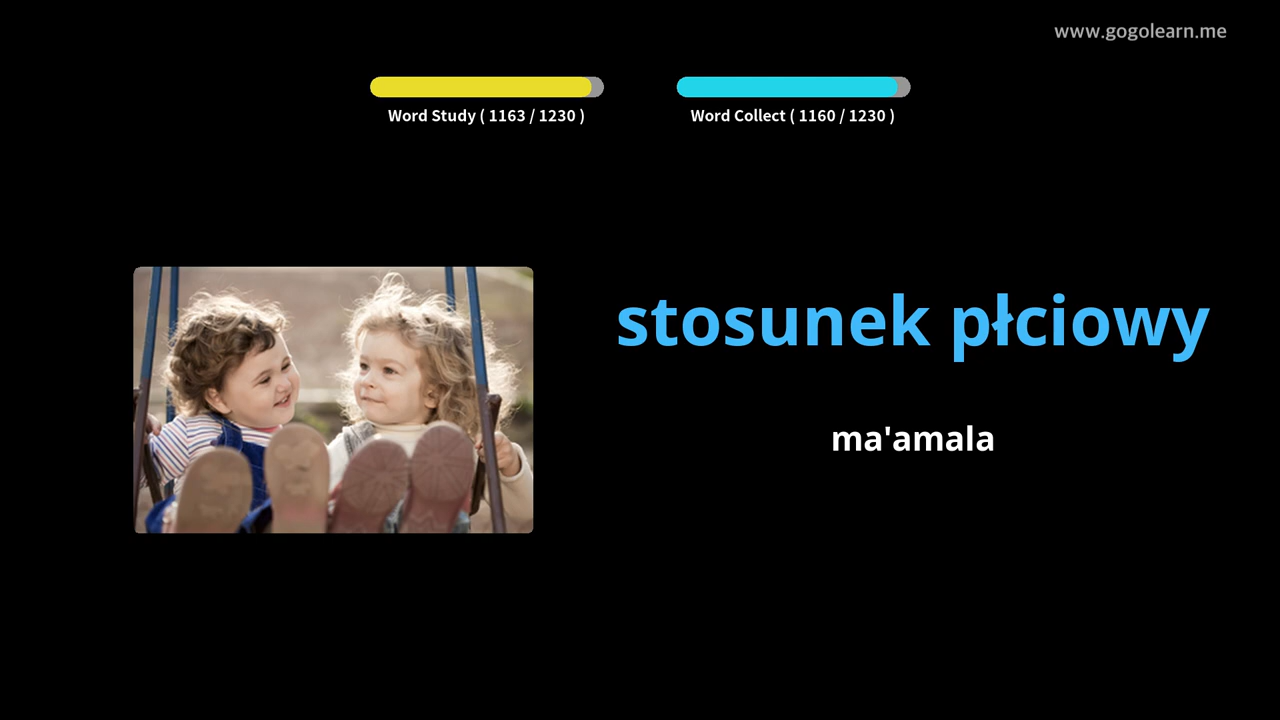 www.gogolearn.me
Word Study ( 1163 / 1230 )
Word Collect ( 1160 / 1230 )
stosunek płciowy
ma'amala